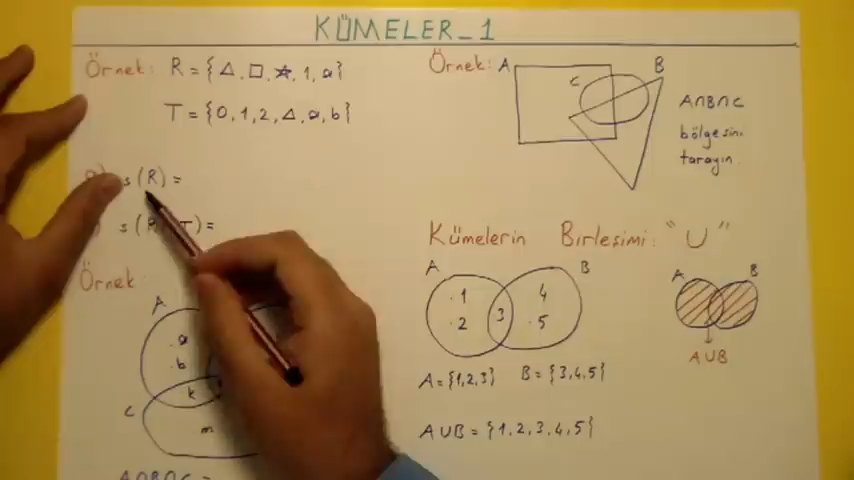 KÜMELER_1
Örnek: R = {△, □, ☆, 1, a}
T = {0, 1, 2, △, a, b}
s(R) =
s(R T) =
Örnek:
A
.a
.b
k
C
m
A∩B∩C =
Örnek: A
C
B
A∩B∩C
bölgesini
tarayın.
Kümelerin Birleşimi: "∪"
A B
.1 3 4
.2 .5
A = {1,2,3} B = {3,4,5}
A∪B = {1,2,3,4,5}
A B
A∪B